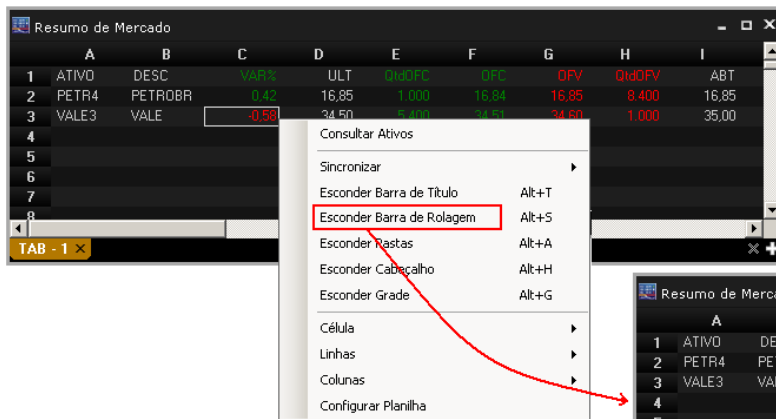 Resumo de Mercado
A B C D E F G H I
1 ATIVO DESC VAR% ULT QtdOFC OFC OFV QtdOFV ABT
2 PETR4 PETROBR 0,42 16,85 1.000 16,84 16,85 8.400 16,85
3 VALE3 VALE -0,58 34,50 5.400 34,51 34,60 1.000 35,00
4
5
6
7
8
TAB - 1
Consultar Ativos
Sincronizar
Esconder Barra de Título Alt+T
Esconder Barra de Rolagem Alt+S
Esconder Pastas Alt+A
Esconder Cabeçalho Alt+H
Esconder Grade Alt+G
Célula
Linhas
Colunas
Configurar Planilha
Resumo de Merca
A
1 ATIVO DE
2 PETR4 PE
3 VALE3 VA
4